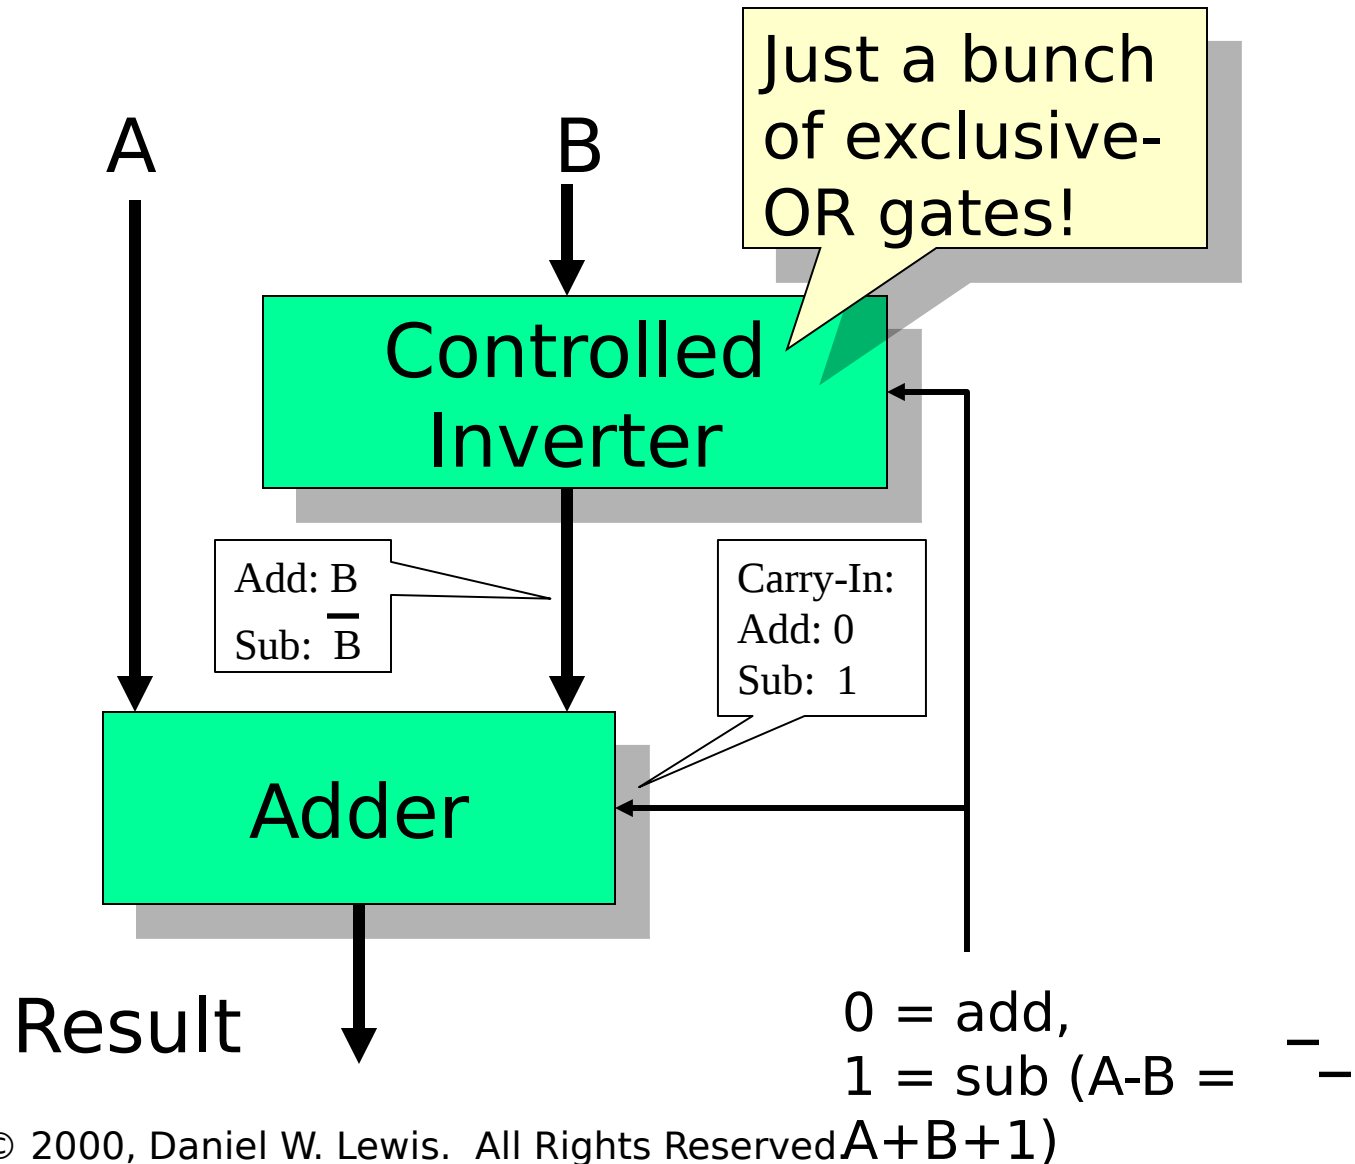 Just a bunch
of exclusive-
OR gates!
A
B
Controlled
Inverter
Add: B
Sub: B̅
Carry-In:
Add: 0
Sub: 1
Adder
Result
0 = add,
1 = sub (A-B =
A+B+1)
© 2000, Daniel W. Lewis. All Rights Reserved.